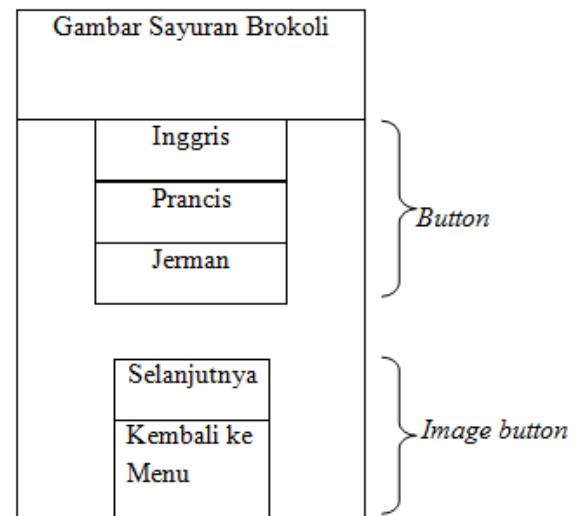 Gambar Sayuran Brokoli
Inggris
Prancis
Jerman
Button
Selanjutnya
Kembali ke
Menu
Image button